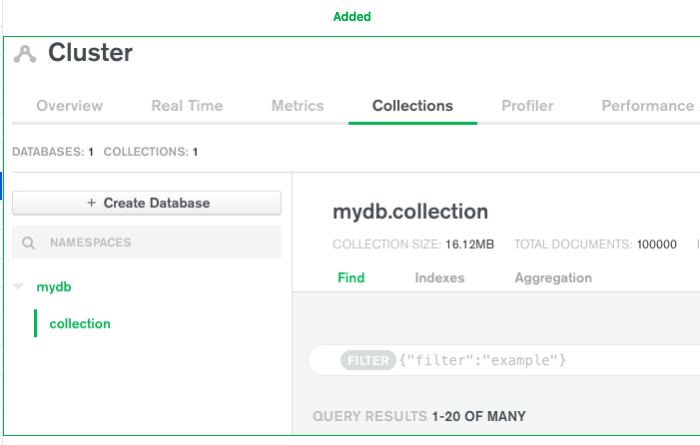 Added
Cluster
Overview Real Time Metrics Collections Profiler Performance
DATABASES: 1 COLLECTIONS: 1
+ Create Database
NAMESPACES
mydb
collection
mydb.collection
COLLECTION SIZE: 16.12MB TOTAL DOCUMENTS: 100000
Find Indexes Aggregation
FILTER {"filter":"example"}
QUERY RESULTS 1-20 OF MANY